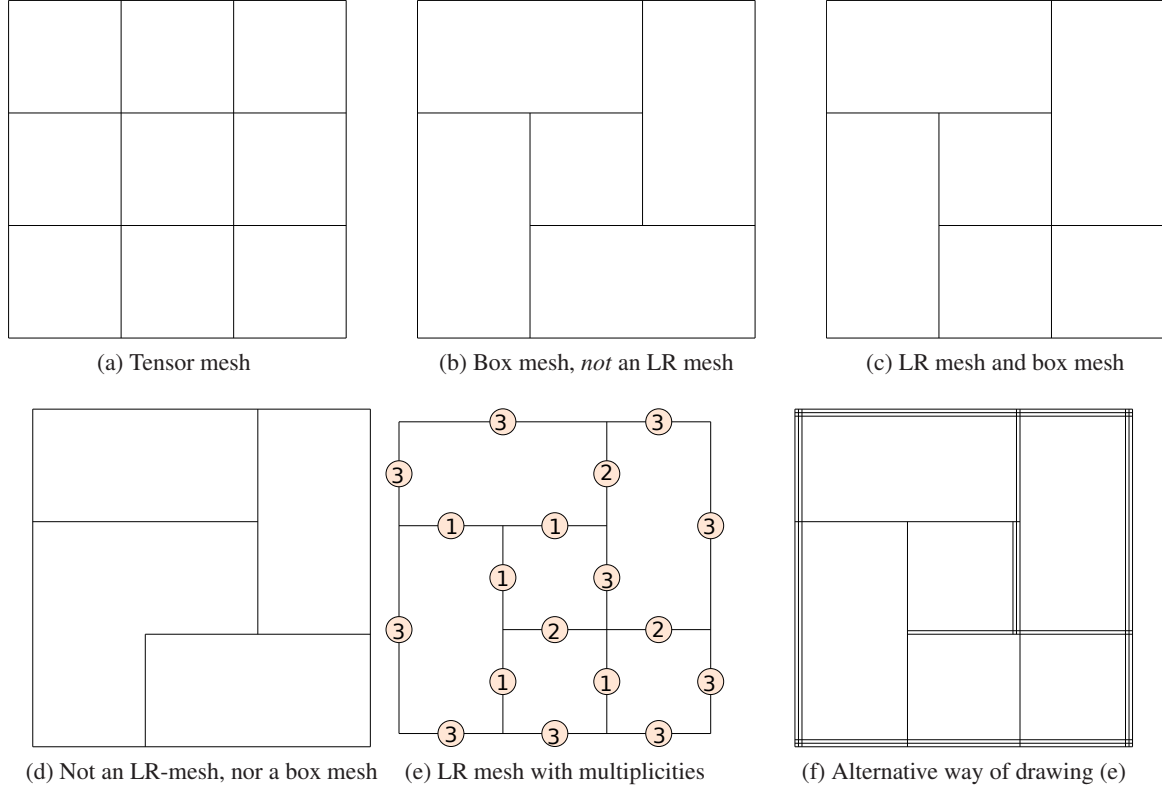 (a) Tensor mesh
(b) Box mesh, not an LR mesh
(c) LR mesh and box mesh
3 3
3 2
1 1 3
1 3
3 2 2
1 1 3
3 3 3
(d) Not an LR-mesh, nor a box mesh
(e) LR mesh with multiplicities
(f) Alternative way of drawing (e)